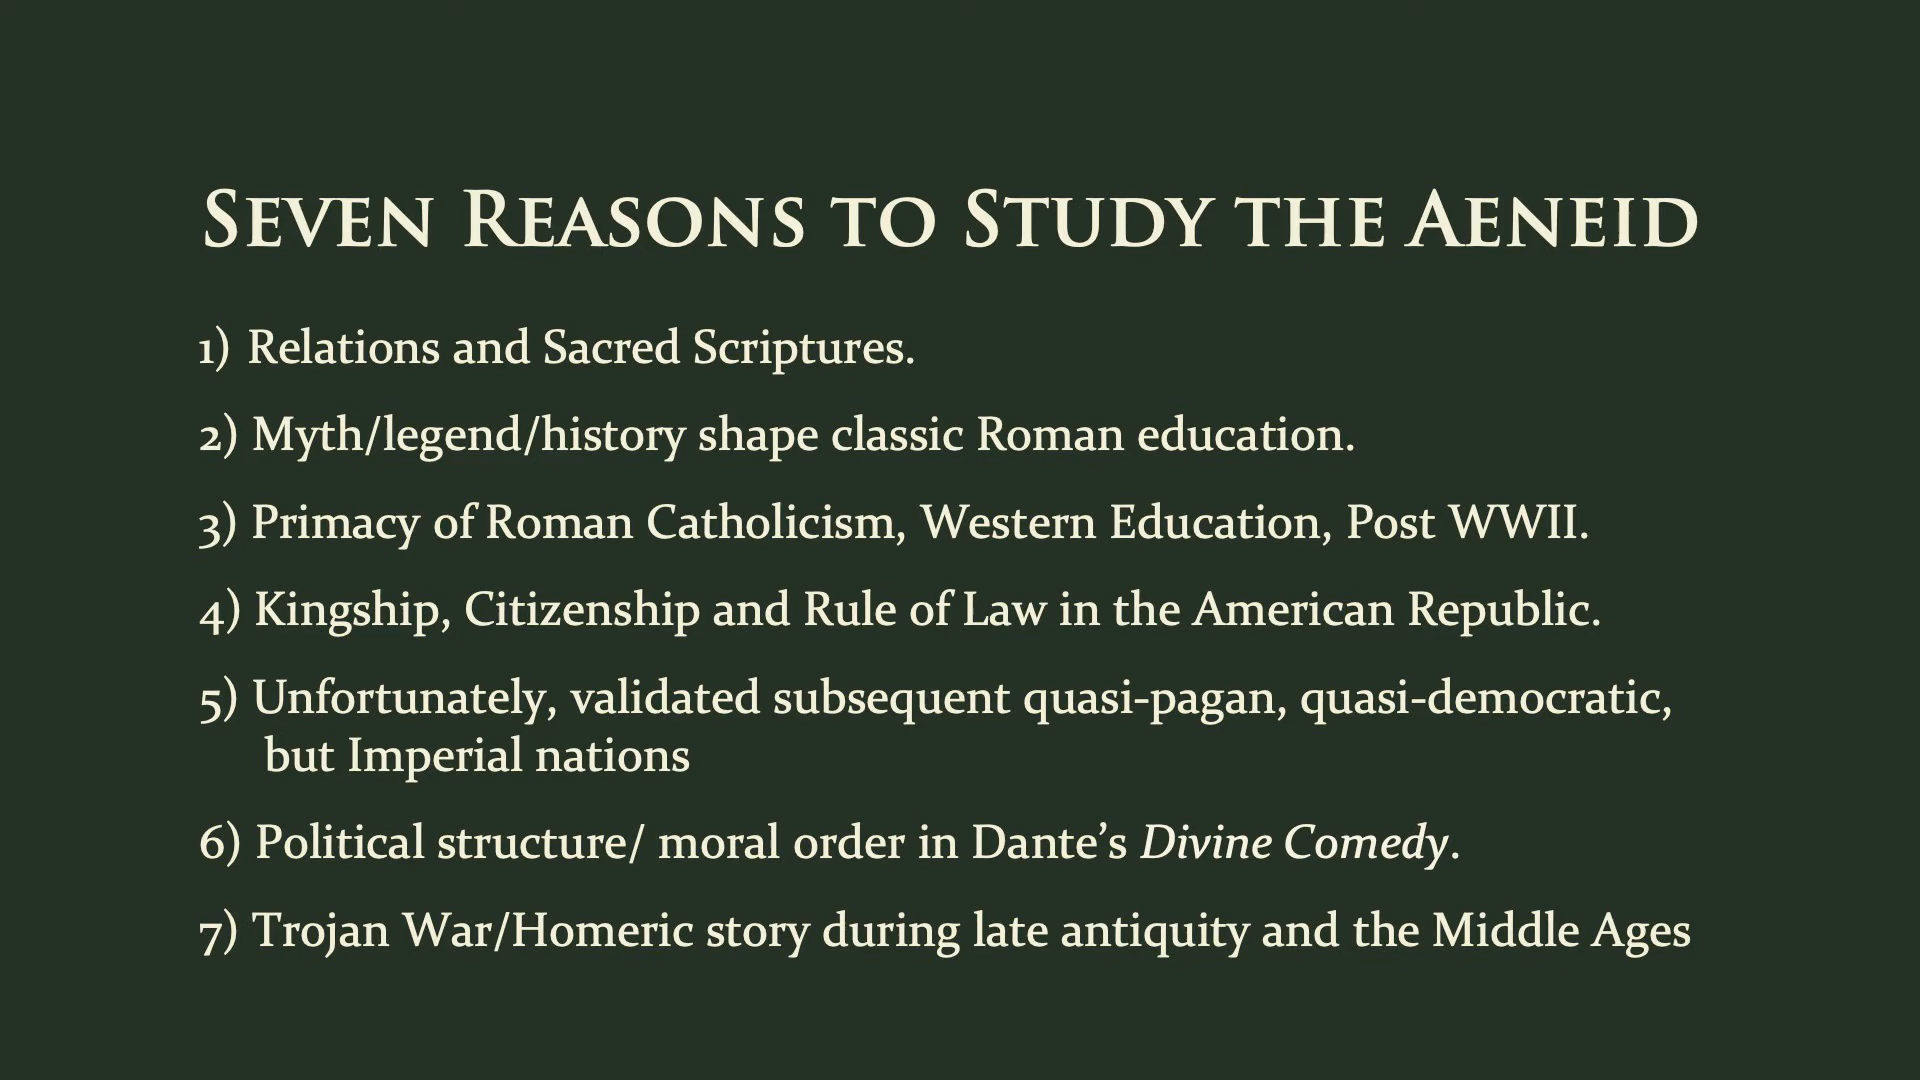 Seven Reasons to Study the Aeneid
1) Relations and Sacred Scriptures.
2) Myth/legend/history shape classic Roman education.
3) Primacy of Roman Catholicism, Western Education, Post WWII.
4) Kingship, Citizenship and Rule of Law in the American Republic.
5) Unfortunately, validated subsequent quasi-pagan, quasi-democratic,
but Imperial nations
6) Political structure/ moral order in Dante’s Divine Comedy.
7) Trojan War/Homeric story during late antiquity and the Middle Ages